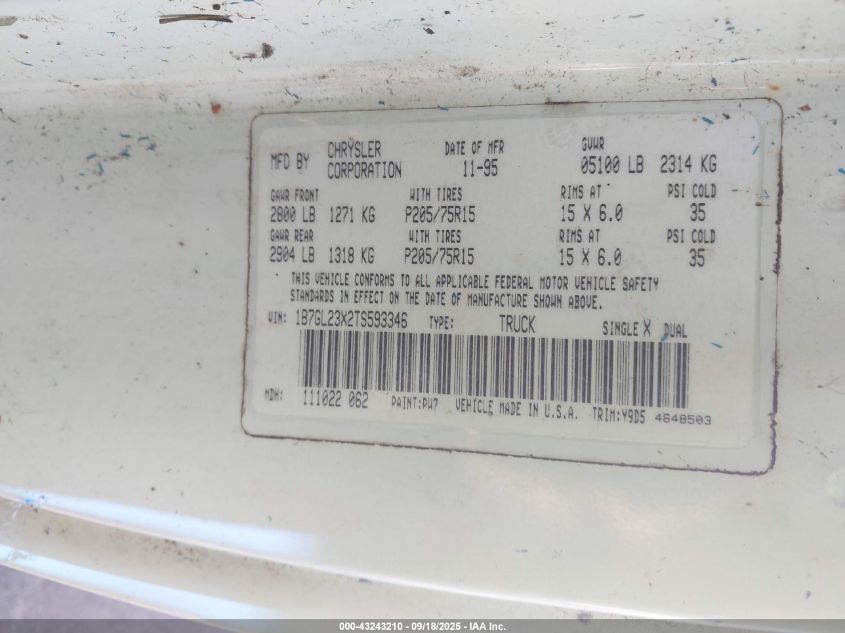 MFD BY CHRYSLER CORPORATION DATE OF MFR 11-95 GVWR 05100 LB 2314 KG
GAWR FRONT WITH TIRES RIMS AT PSI COLD
2800 LB 1271 KG P205/75R15 15 X 6.0 35
GAWR REAR WITH TIRES RIMS AT PSI COLD
2904 LB 1318 KG P205/75R15 15 X 6.0 35
THIS VEHICLE CONFORMS TO ALL APPLICABLE FEDERAL MOTOR VEHICLE SAFETY
STANDARDS IN EFFECT ON THE DATE OF MANUFACTURE SHOWN ABOVE.
VIN: 1B7GL23X2TS593346 TYPE: TRUCK SINGLE X DUAL
MDH: 111022 062 PAINT:PW7 VEHICLE MADE IN U.S.A. TRIM:Y9D5 4648503
000-43243210 - 09/18/2025 - IAA Inc.